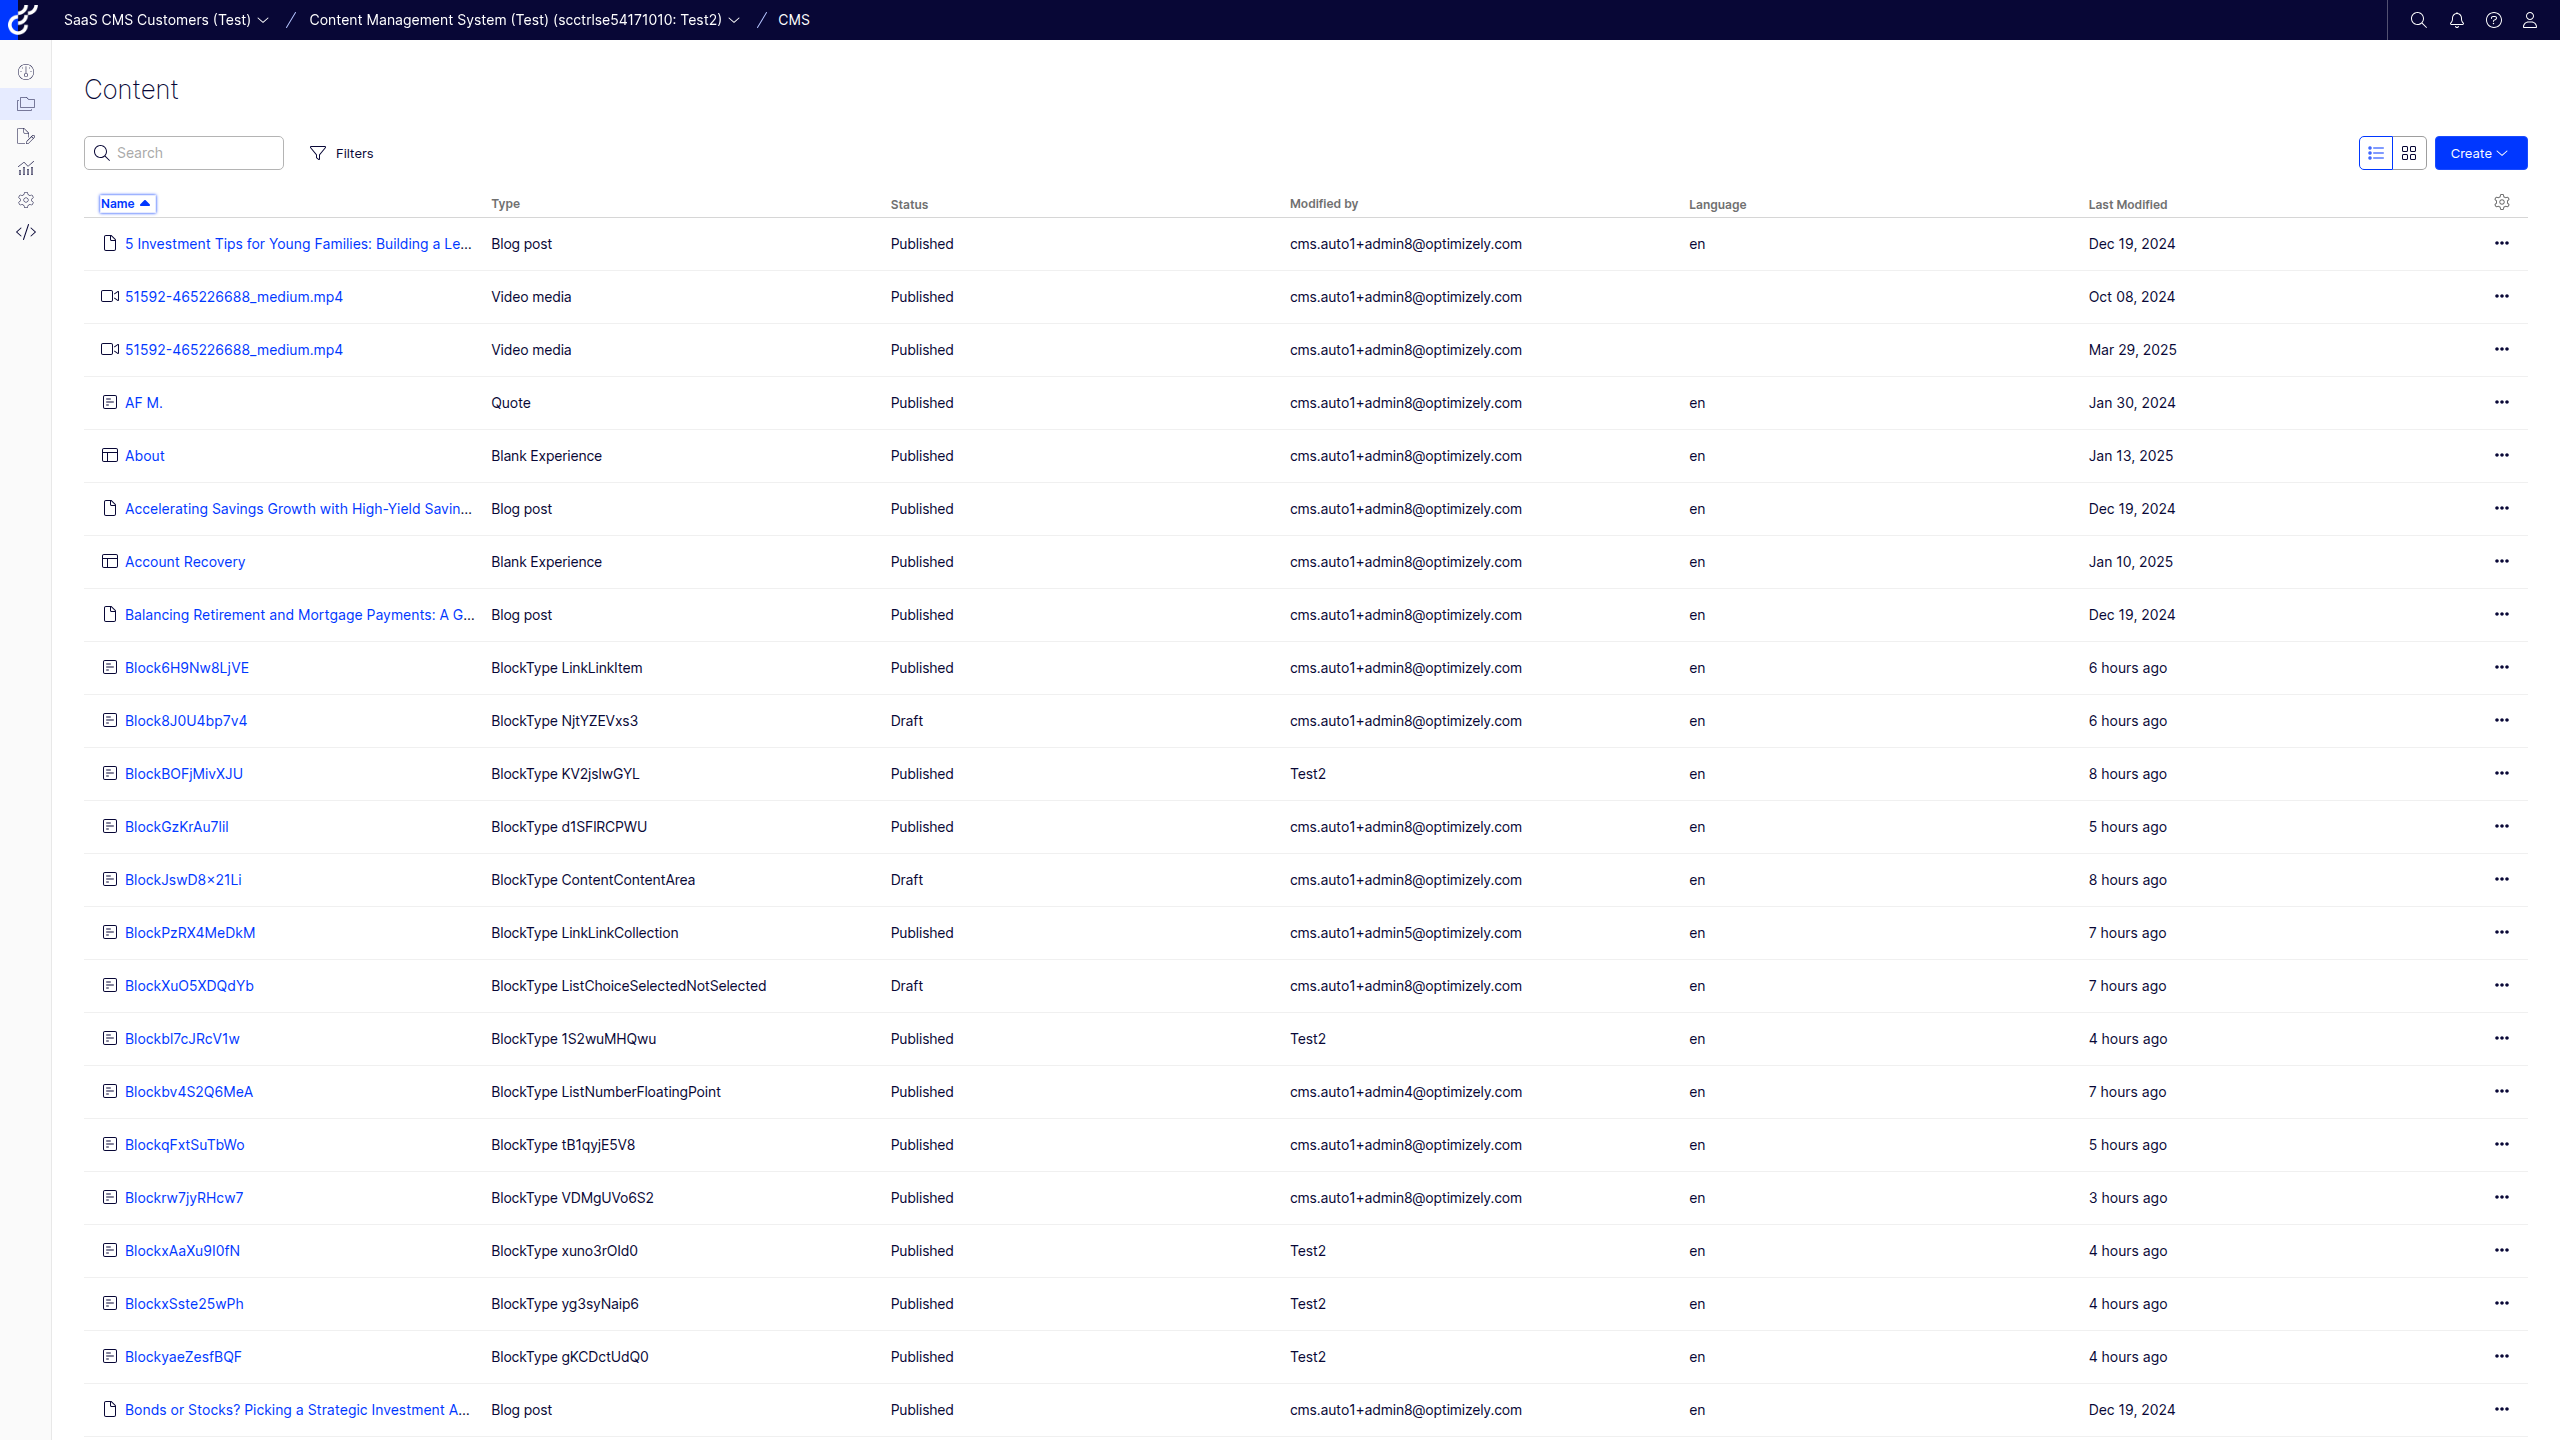 SaaS CMS Customers (Test) / Content Management System (Test) (scctrlse54171010: Test2) / CMS
Content
Search Filters Create
Name Type Status Modified by Language Last Modified
5 Investment Tips for Young Families: Building a Le... Blog post Published cms.auto1+admin8@optimizely.com en Dec 19, 2024
51592-465226688_medium.mp4 Video media Published cms.auto1+admin8@optimizely.com Oct 08, 2024
51592-465226688_medium.mp4 Video media Published cms.auto1+admin8@optimizely.com Mar 29, 2025
AF M. Quote Published cms.auto1+admin8@optimizely.com en Jan 30, 2024
About Blank Experience Published cms.auto1+admin8@optimizely.com en Jan 13, 2025
Accelerating Savings Growth with High-Yield Savin... Blog post Published cms.auto1+admin8@optimizely.com en Dec 19, 2024
Account Recovery Blank Experience Published cms.auto1+admin8@optimizely.com en Jan 10, 2025
Balancing Retirement and Mortgage Payments: A G... Blog post Published cms.auto1+admin8@optimizely.com en Dec 19, 2024
Block6H9Nw8LjVE BlockType LinkLinkItem Published cms.auto1+admin8@optimizely.com en 6 hours ago
Block8J0U4bp7v4 BlockType NjtYZEVxs3 Draft cms.auto1+admin8@optimizely.com en 6 hours ago
BlockBOFjMivXJU BlockType KV2jsIwGYL Published Test2 en 8 hours ago
BlockGzKrAu7lil BlockType d1SFIRCPWU Published cms.auto1+admin8@optimizely.com en 5 hours ago
BlockJswD8×21Li BlockType ContentContentArea Draft cms.auto1+admin8@optimizely.com en 8 hours ago
BlockPzRX4MeDkM BlockType LinkLinkCollection Published cms.auto1+admin5@optimizely.com en 7 hours ago
BlockXuO5XDQdYb BlockType ListChoiceSelectedNotSelected Draft cms.auto1+admin8@optimizely.com en 7 hours ago
Blockbl7cJRcV1w BlockType 1S2wuMHQwu Published Test2 en 4 hours ago
Blockbv4S2Q6MeA BlockType ListNumberFloatingPoint Published cms.auto1+admin4@optimizely.com en 7 hours ago
BlockqFxtSuTbWo BlockType tB1qyjE5V8 Published cms.auto1+admin8@optimizely.com en 5 hours ago
Blockrw7jyRHcw7 BlockType VDMgUVo6S2 Published cms.auto1+admin8@optimizely.com en 3 hours ago
BlockxAaXu9I0fN BlockType xuno3rOld0 Published Test2 en 4 hours ago
BlockxSste25wPh BlockType yg3syNaip6 Published Test2 en 4 hours ago
BlockyaeZesfBQF BlockType gKCDctUdQ0 Published Test2 en 4 hours ago
Bonds or Stocks? Picking a Strategic Investment A... Blog post Published cms.auto1+admin8@optimizely.com en Dec 19, 2024